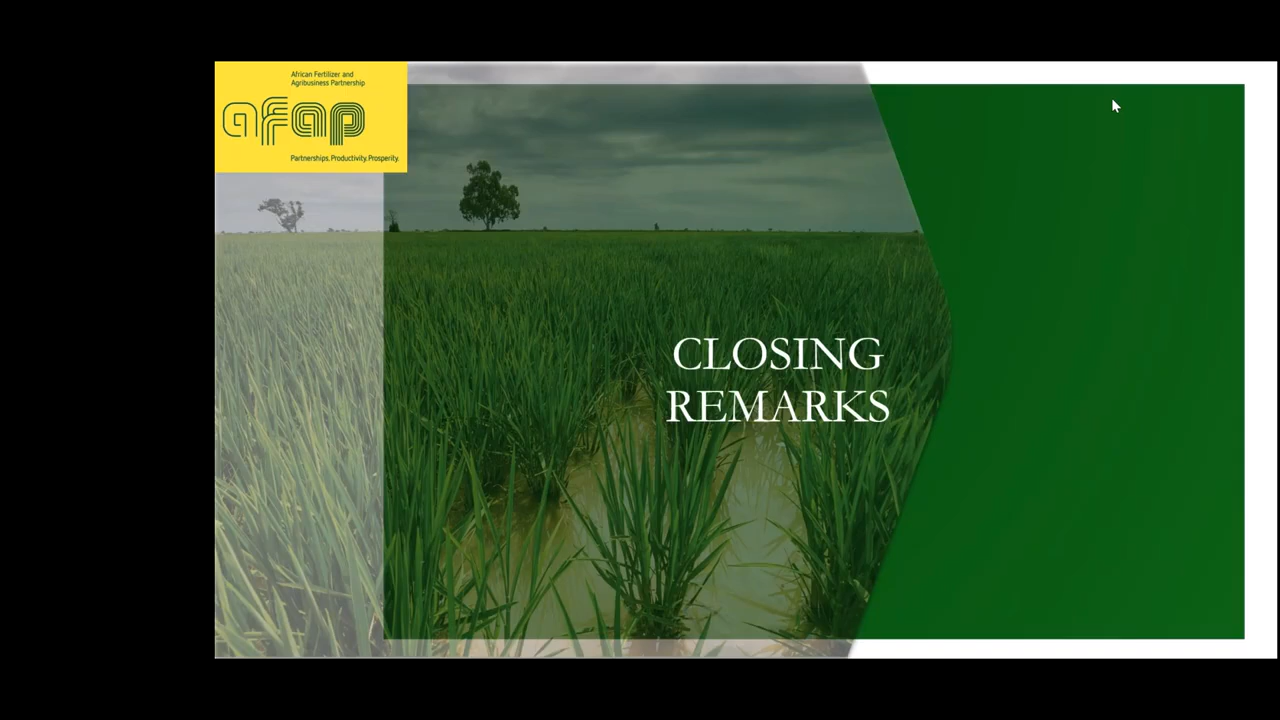 African Fertilizer and
Agribusiness Partnership
afap
Partnerships.Productivity.Prosperity.
CLOSING
REMARKS